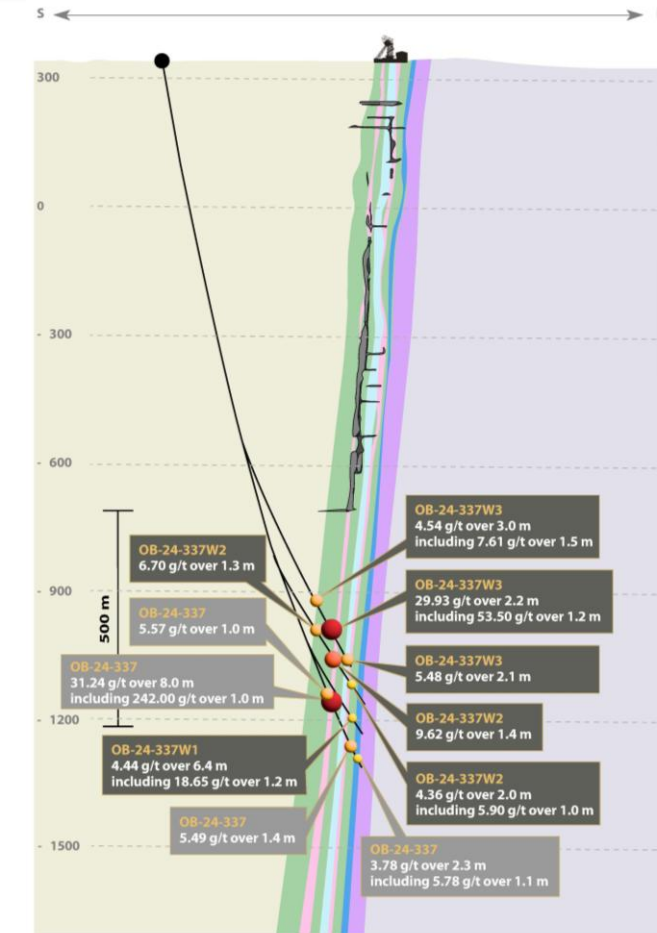 S
300
0
- 300
- 600
- 900
- 1200
- 1500
500 m
OB-24-337W3
4.54 g/t over 3.0 m
including 7.61 g/t over 1.5 m
OB-24-337W2
6.70 g/t over 1.3 m
OB-24-337W3
29.93 g/t over 2.2 m
including 53.50 g/t over 1.2 m
OB-24-337
5.57 g/t over 1.0 m
OB-24-337W3
5.48 g/t over 2.1 m
OB-24-337
31.24 g/t over 8.0 m
including 242.00 g/t over 1.0 m
OB-24-337W2
9.62 g/t over 1.4 m
OB-24-337W1
4.44 g/t over 6.4 m
including 18.65 g/t over 1.2 m
OB-24-337W2
4.36 g/t over 2.0 m
including 5.90 g/t over 1.0 m
OB-24-337
5.49 g/t over 1.4 m
OB-24-337
3.78 g/t over 2.3 m
including 5.78 g/t over 1.1 m